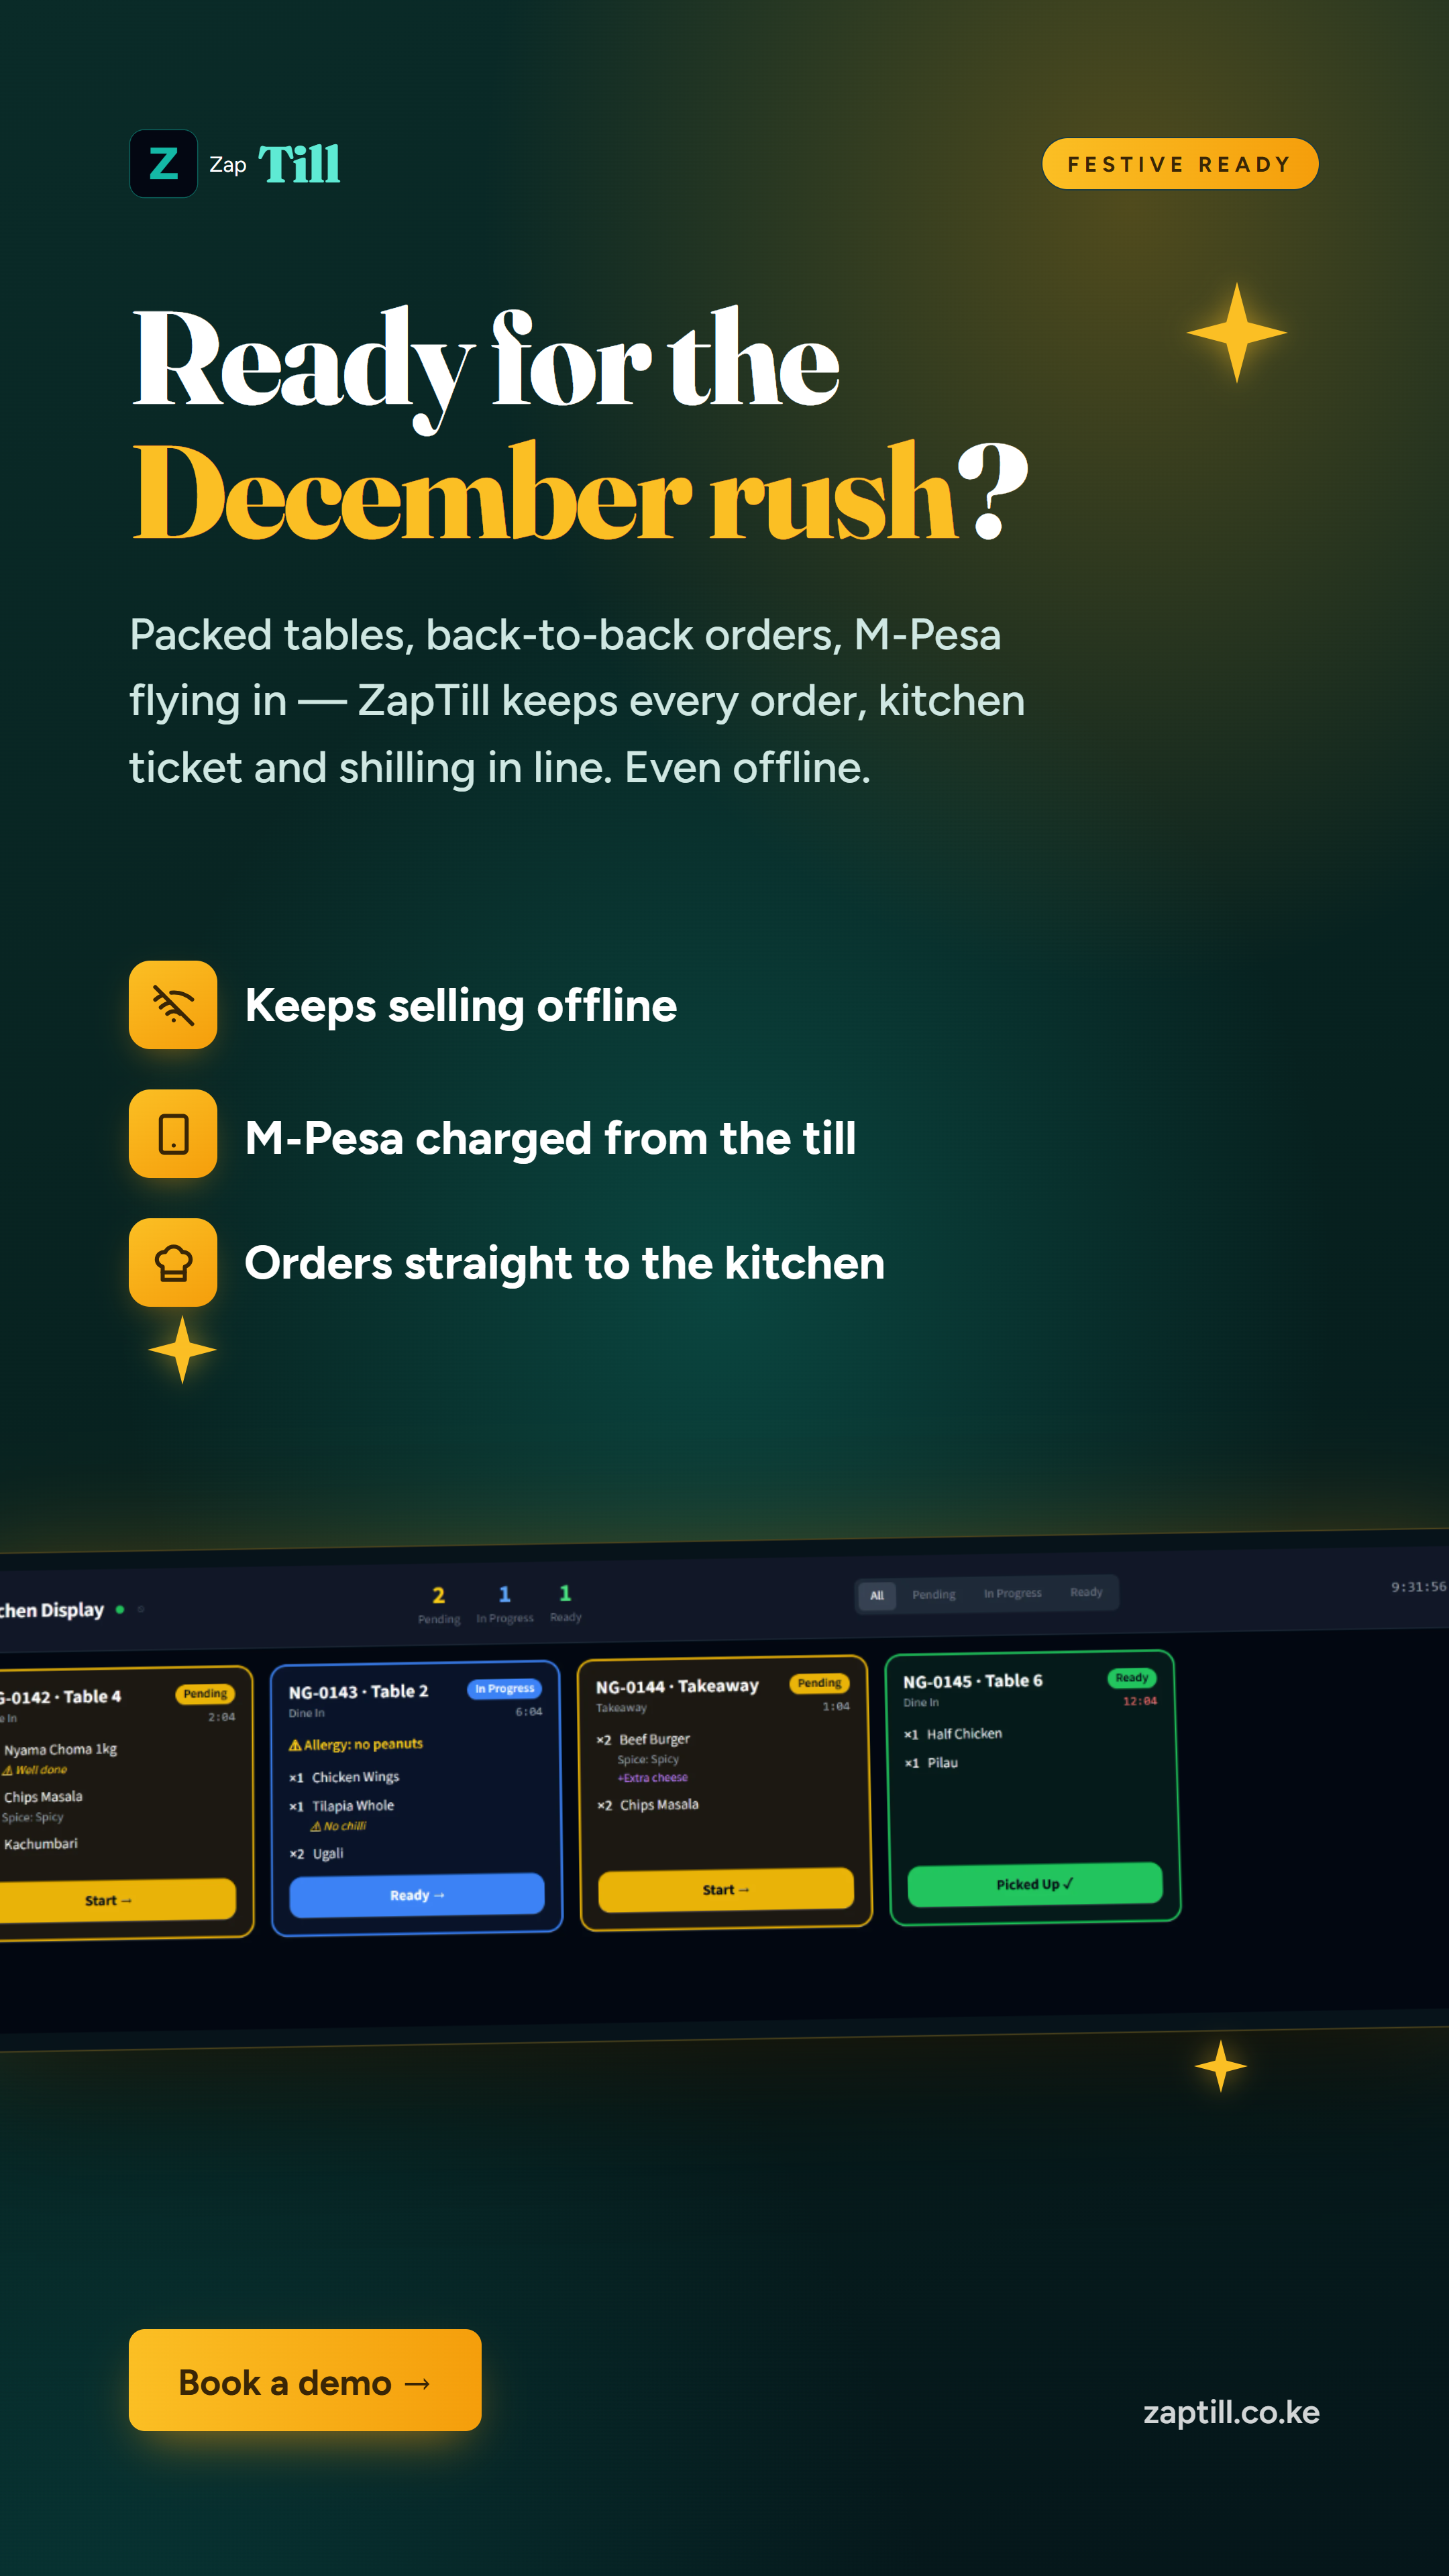 Z Zap Till
FESTIVE READY
Ready for the
December rush?
Packed tables, back-to-back orders, M-Pesa
flying in — ZapTill keeps every order, kitchen
ticket and shilling in line. Even offline.
Keeps selling offline
M-Pesa charged from the till
Orders straight to the kitchen
chen Display
2 Pending
1 In Progress
1 Ready
All Pending In Progress Ready
9:31:56
G-0142 · Table 4 Pending
e In 2:04
Nyama Choma 1kg
⚠ Well done
Chips Masala
Spice: Spicy
Kachumbari
Start →
NG-0143 · Table 2 In Progress
Dine In 6:04
⚠ Allergy: no peanuts
×1 Chicken Wings
×1 Tilapia Whole
⚠ No chilli
×2 Ugali
Ready →
NG-0144 · Takeaway Pending
Takeaway 1:04
×2 Beef Burger
Spice: Spicy
+Extra cheese
×2 Chips Masala
Start →
NG-0145 · Table 6 Ready
Dine In 12:04
×1 Half Chicken
×1 Pilau
Picked Up ✓
Book a demo →
zaptill.co.ke